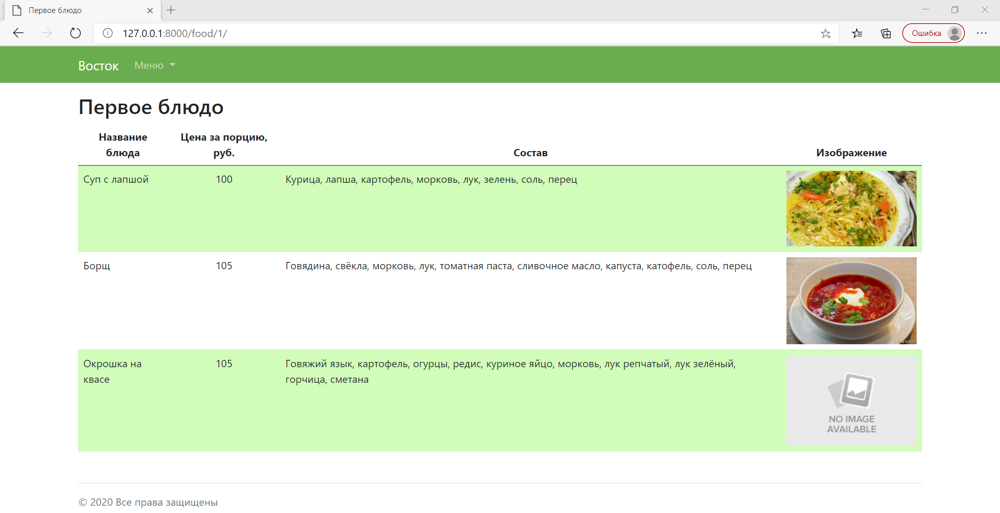 Первое блюдо
127.0.0.1:8000/food/1/
Ошибка
Восток Меню
Первое блюдо
Название блюда
Цена за порцию, руб.
Состав
Изображение
Суп с лапшой 100 Курица, лапша, картофель, морковь, лук, зелень, соль, перец
Борщ 105 Говядина, свёкла, морковь, лук, томатная паста, сливочное масло, капуста, катофель, соль, перец
Окрошка на 105 Говяжий язык, картофель, огурцы, редис, куриное яйцо, морковь, лук репчатый, лук зелёный,
квасе горчица, сметана
NO IMAGE
AVAILABLE
© 2020 Все права защищены